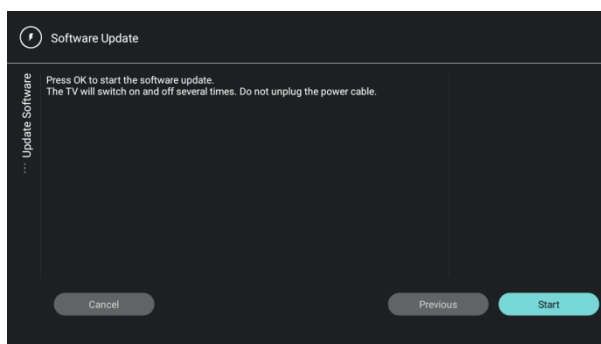 Software Update
... Update Software
Press OK to start the software update.
The TV will switch on and off several times. Do not unplug the power cable.
Cancel
Previous
Start